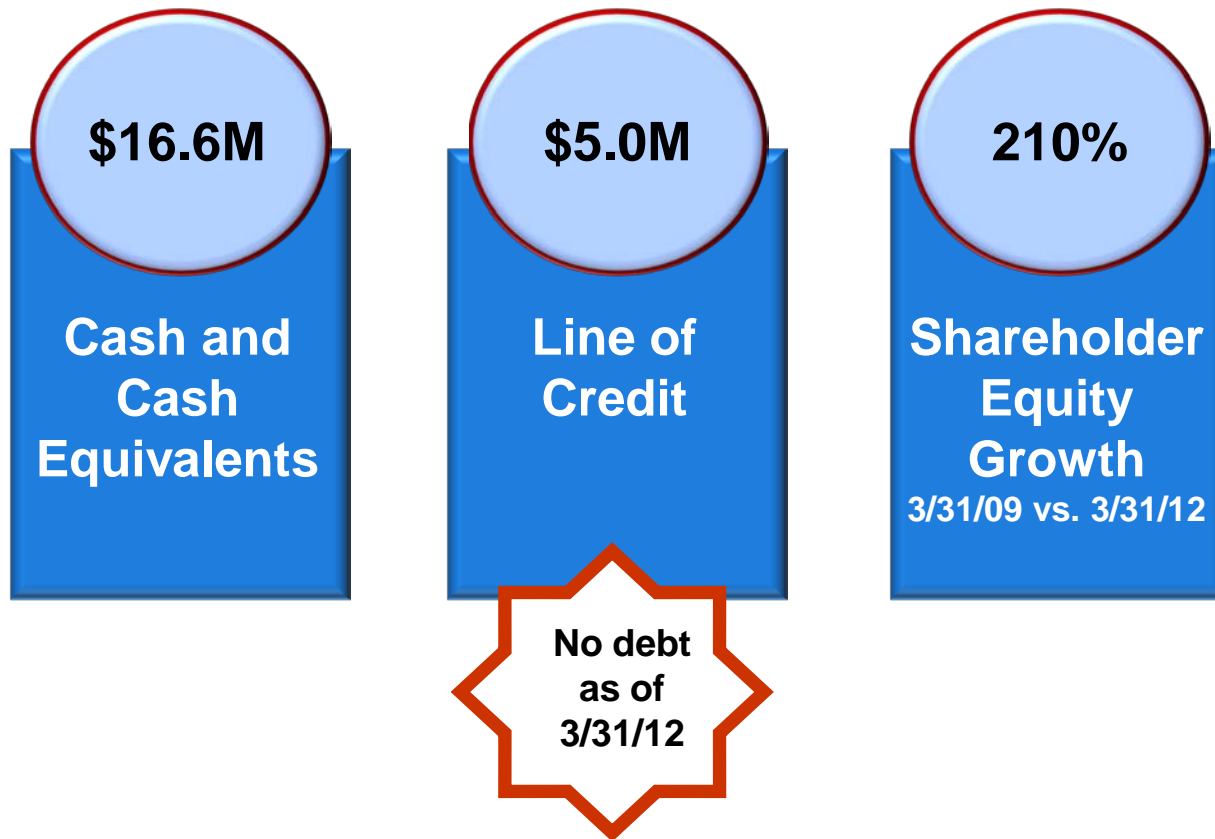 $16.6M
Cash and
Cash
Equivalents
$5.0M
Line of
Credit
No debt
as of
3/31/12
210%
Shareholder
Equity
Growth
3/31/09 vs. 3/31/12